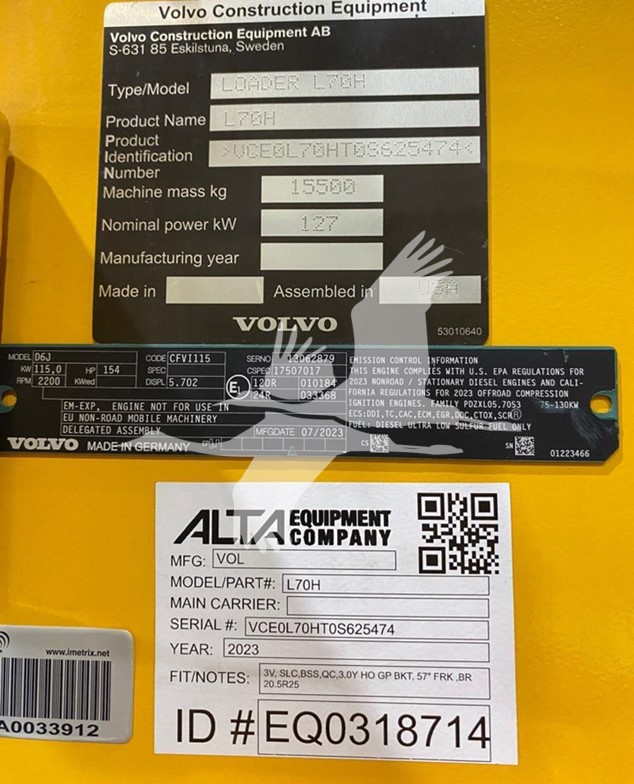 Volvo Construction Equipment
Volvo Construction Equipment AB
S-631 85 Eskilstuna, Sweden
Type/Model LOADER L70H
Product Name L70H
Product
Identification >VCE0L70HT0S625474<
Number
Machine mass kg 15500
Nominal power kW 127
Manufacturing year
Made in Assembled in USA
VOLVO 53010640
MODEL D6J CODE CFVI115 SERNO 13062879 EMISSION CONTROL INFORMATION
KW 115,0 HP 154 SPEC CSPEC 17507017 THIS ENGINE COMPLIES WITH U.S. EPA REGULATIONS FOR
RPM 2200 KWred DISPL 5.702 120R 010184 2023 NONROAD / STATIONARY DIESEL ENGINES AND CALI-
24R 033368 FORNIA REGULATIONS FOR 2023 OFFROAD COMPRESSION
EM-EXP, ENGINE NOT FOR USE IN IGNITION ENGINES. FAMILY PDZXL05.7053 75-130KW
EU NON-ROAD MOBILE MACHINERY ECS:DDI,TC,CAC,ECM,EGR,DOC,CTOX,SCR
DELEGATED ASSEMBLY MFGDATE 07/2023 FUEL: DIESEL ULTRA LOW SULFUR FUEL ONLY
VOLVO MADE IN GERMANY CS SN 01223466
ALTA EQUIPMENT COMPANY
MFG: VOL
MODEL/PART#: L70H
MAIN CARRIER:
SERIAL #: VCE0L70HT0S625474
YEAR: 2023
FIT/NOTES: 3V, SLC,BSS,QC,3.0Y HO GP BKT, 57" FRK ,BR
20.5R25
ID # EQ0318714
www.imetrix.net
A0033912